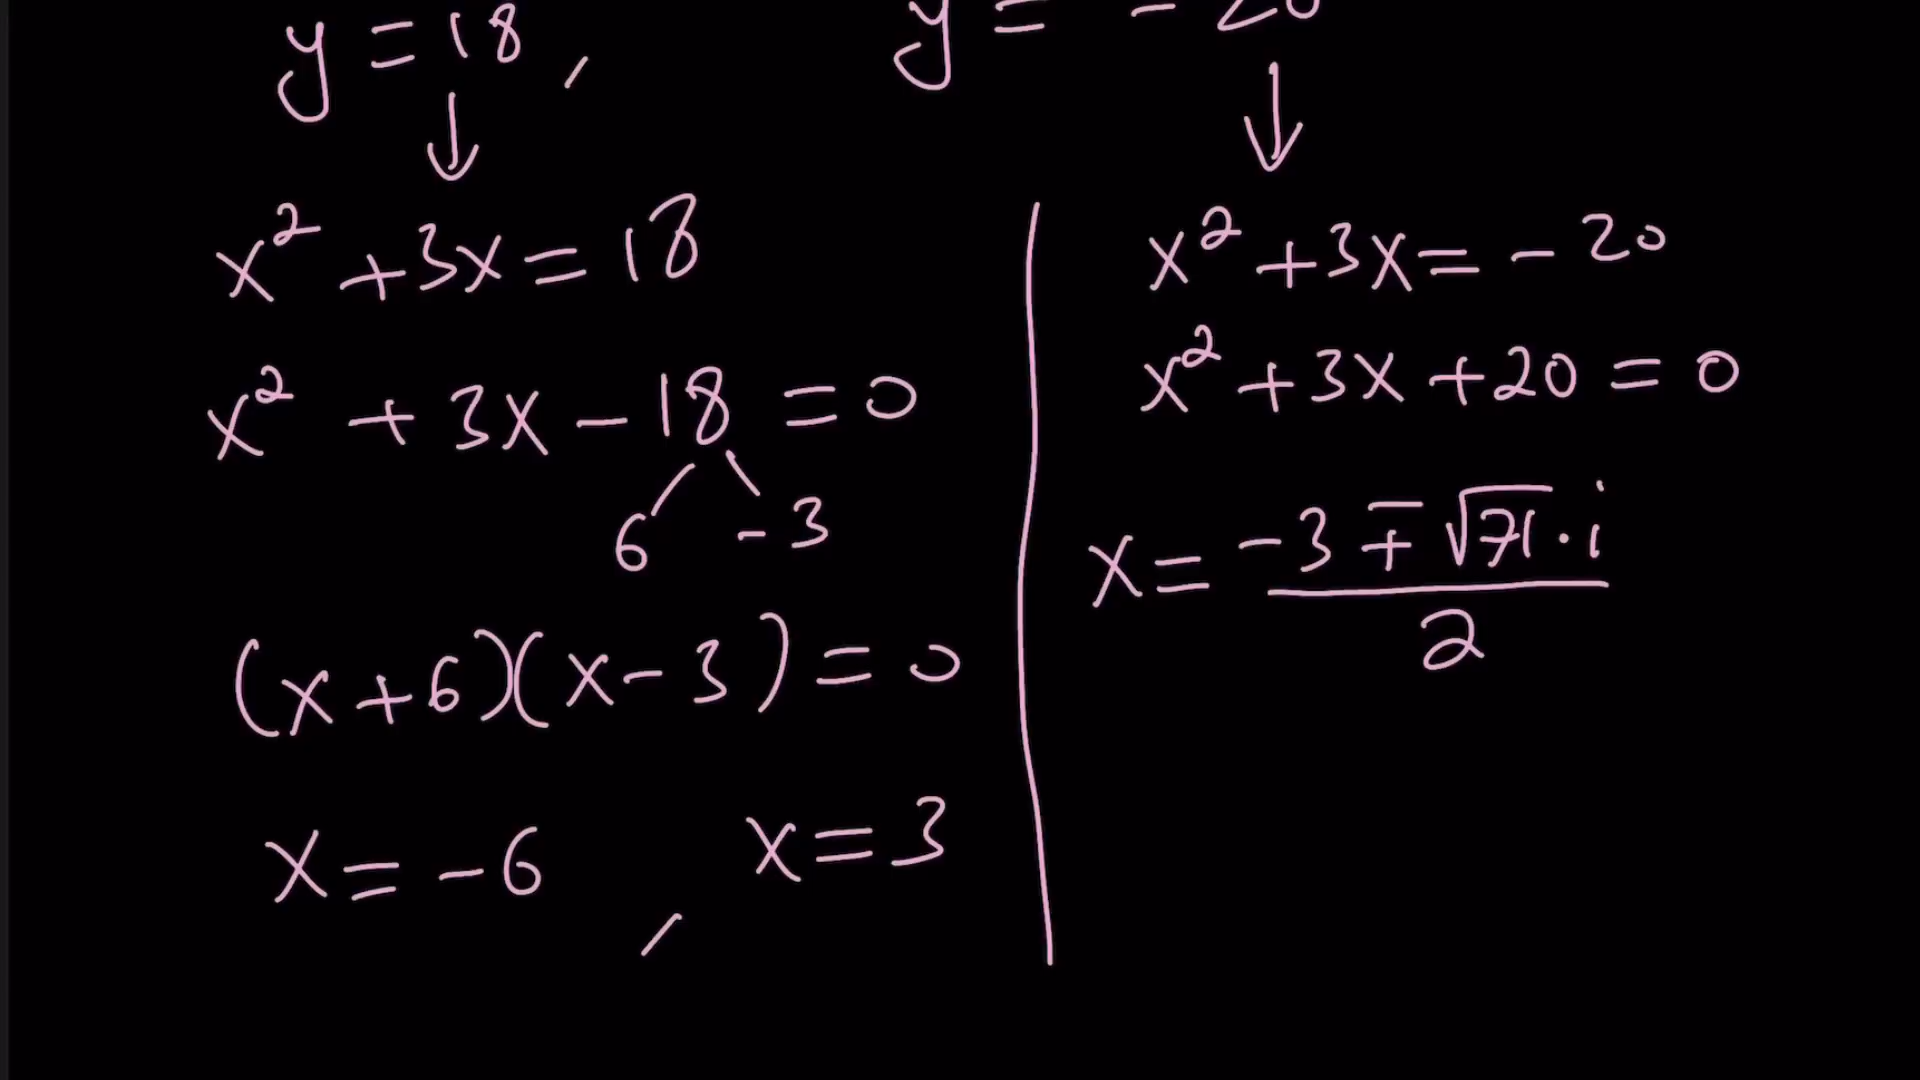 y = 18 , y = - 20
↓ ↓
x² + 3x = 18
x² + 3x - 18 = 0
6 - 3
(x + 6)(x - 3) = 0
x = - 6 , x = 3
x² + 3x = - 20
x² + 3x + 20 = 0
x = (-3 ∓ √71 · i) / 2